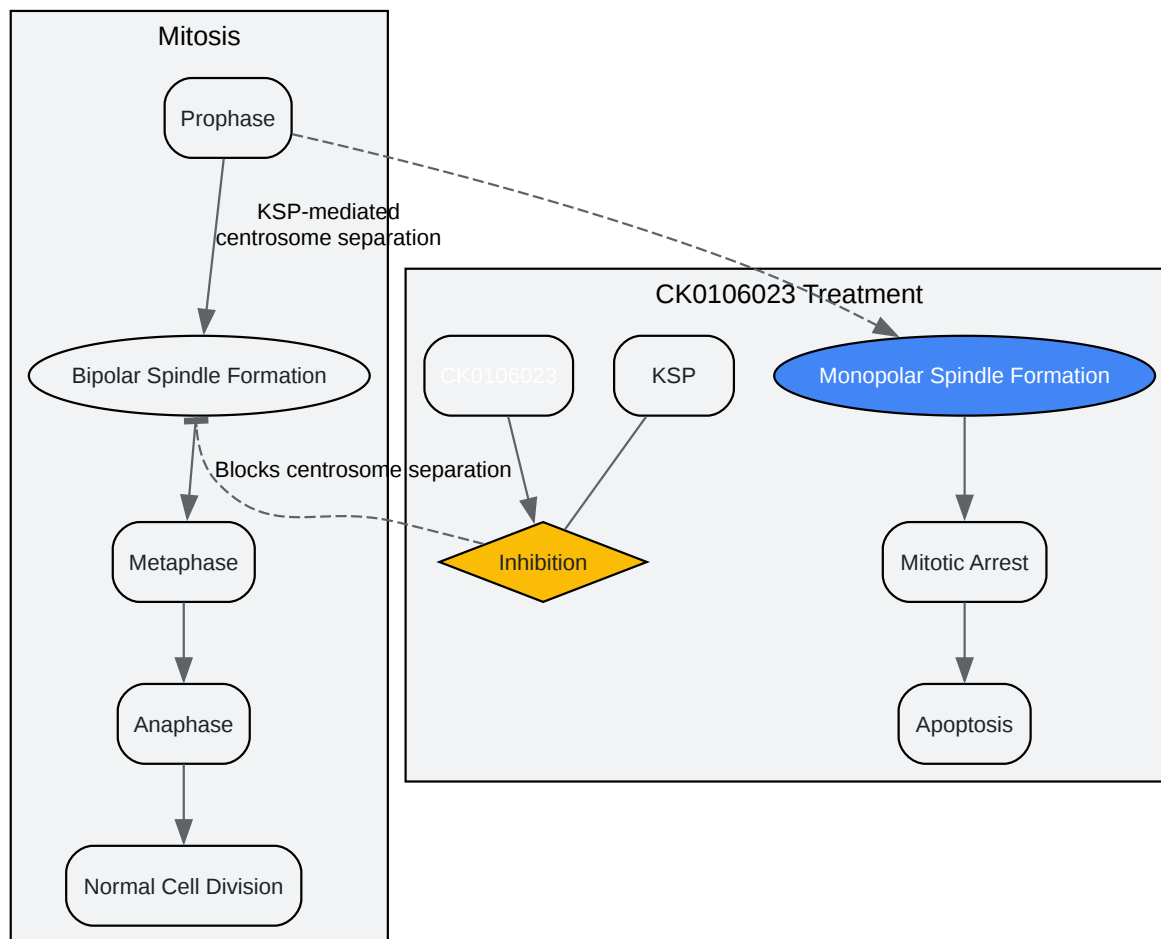 Mitosis
Prophase
KSP-mediated
centrosome separation
Bipolar Spindle Formation
Blocks centrosome separation
Metaphase
Anaphase
Normal Cell Division
CK0106023 Treatment
CK0106023
KSP
Monopolar Spindle Formation
Inhibition
Mitotic Arrest
Apoptosis